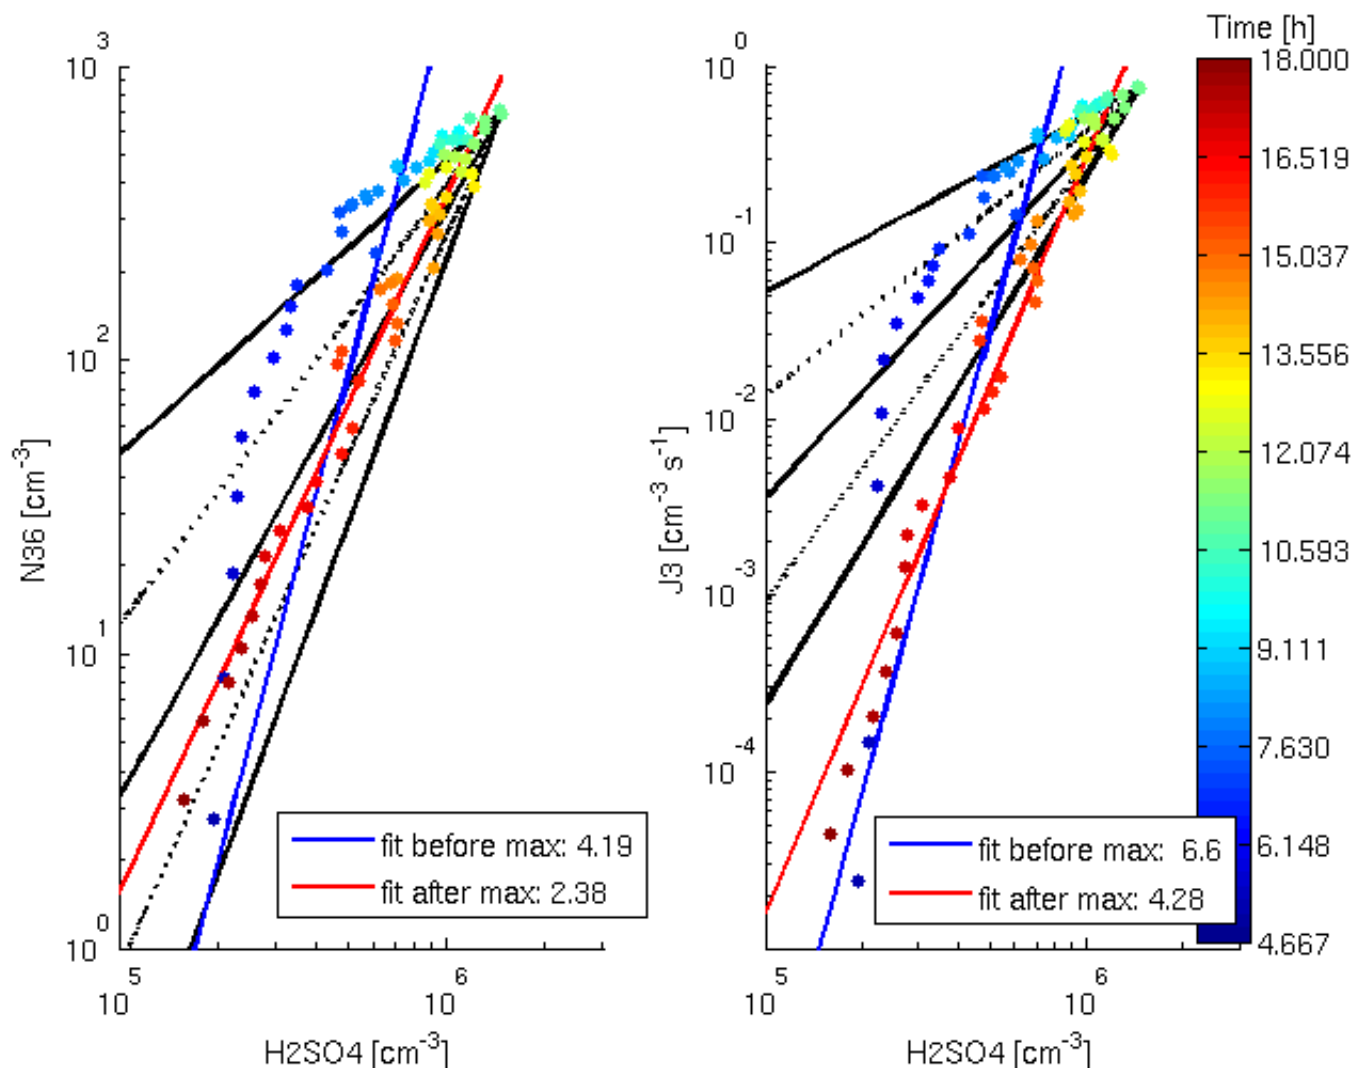 Time [h]
10^3
10^2
10^1
10^0
N36 [cm^-3]
fit before max: 4.19
fit after max: 2.38
10^5
10^6
H2SO4 [cm^-3]
10^0
10^-1
10^-2
10^-3
10^-4
J3 [cm^-3 s^-1]
fit before max:  6.6
fit after max: 4.28
10^5
10^6
H2SO4 [cm^-3]
18.000
16.519
15.037
13.556
12.074
10.593
9.111
7.630
6.148
4.667